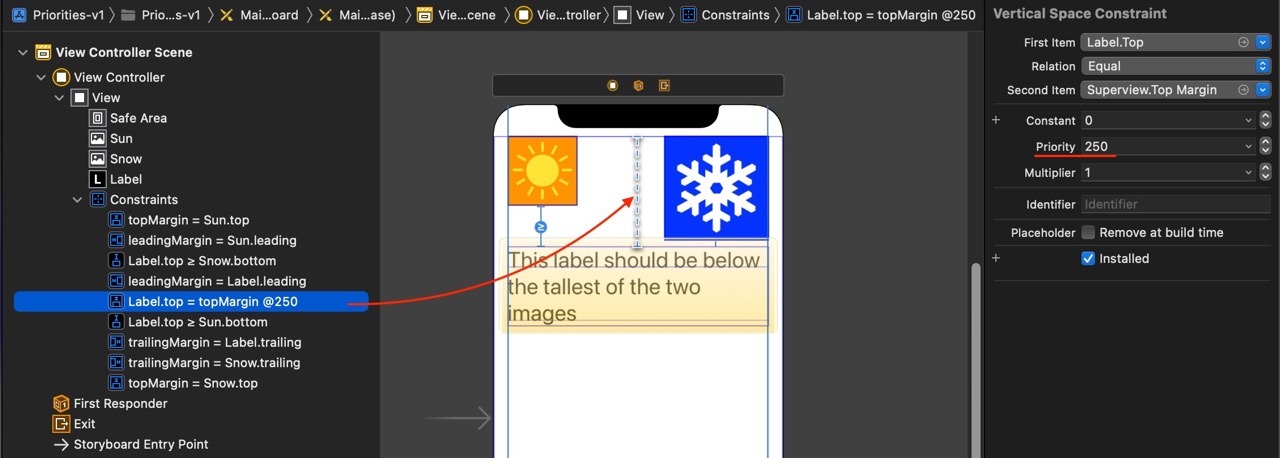 Priorities-v1 Prio...s-v1 Mai...oard Mai...ase) Vie...cene Vie...troller View Constraints Label.top = topMargin @250
View Controller Scene
View Controller
View
Safe Area
Sun
Snow
L Label
Constraints
topMargin = Sun.top
leadingMargin = Sun.leading
Label.top ≥ Snow.bottom
leadingMargin = Label.leading
Label.top = topMargin @250
Label.top ≥ Sun.bottom
trailingMargin = Label.trailing
trailingMargin = Snow.trailing
topMargin = Snow.top
First Responder
Exit
Storyboard Entry Point
≥
This label should be below
the tallest of the two
images
Vertical Space Constraint
First Item Label.Top
Relation Equal
Second Item Superview.Top Margin
Constant 0
Priority 250
Multiplier 1
Identifier Identifier
Placeholder Remove at build time
Installed